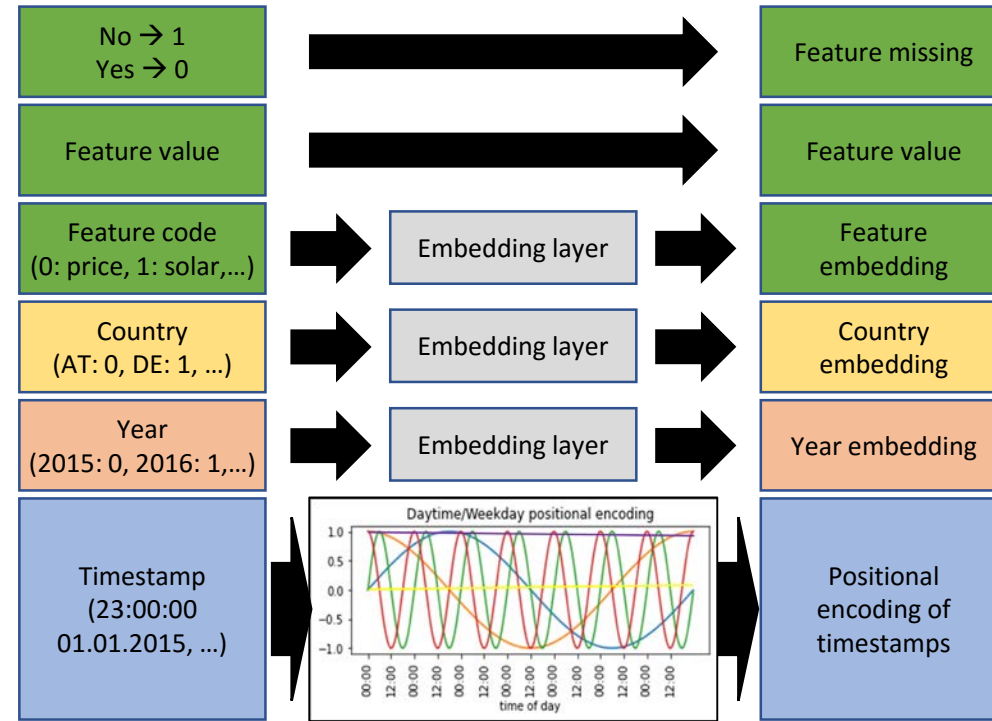 No → 1
Yes → 0
Feature missing
Feature value
Feature value
Feature code
(0: price, 1: solar,...)
Embedding layer
Feature
embedding
Country
(AT: 0, DE: 1, ...)
Embedding layer
Country
embedding
Year
(2015: 0, 2016: 1,...)
Embedding layer
Year embedding
Timestamp
(23:00:00
01.01.2015, ...)
Daytime/Weekday positional encoding
1.0
0.5
0.0
−0.5
−1.0
00:00
12:00
00:00
12:00
00:00
12:00
00:00
12:00
00:00
12:00
00:00
12:00
00:00
12:00
time of day
Positional
encoding of
timestamps